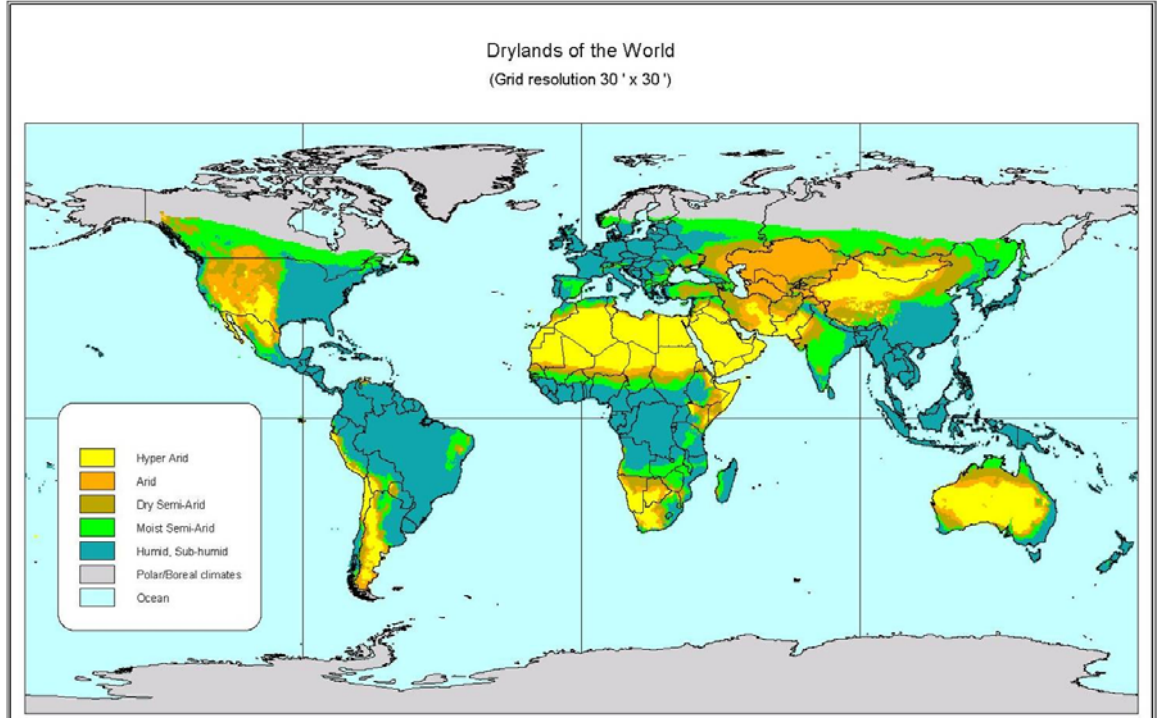 Drylands of the World
(Grid resolution 30 ' x 30 ')
Hyper Arid
Arid
Dry Semi-Arid
Moist Semi-Arid
Humid, Sub-humid
Polar/Boreal climates
Ocean